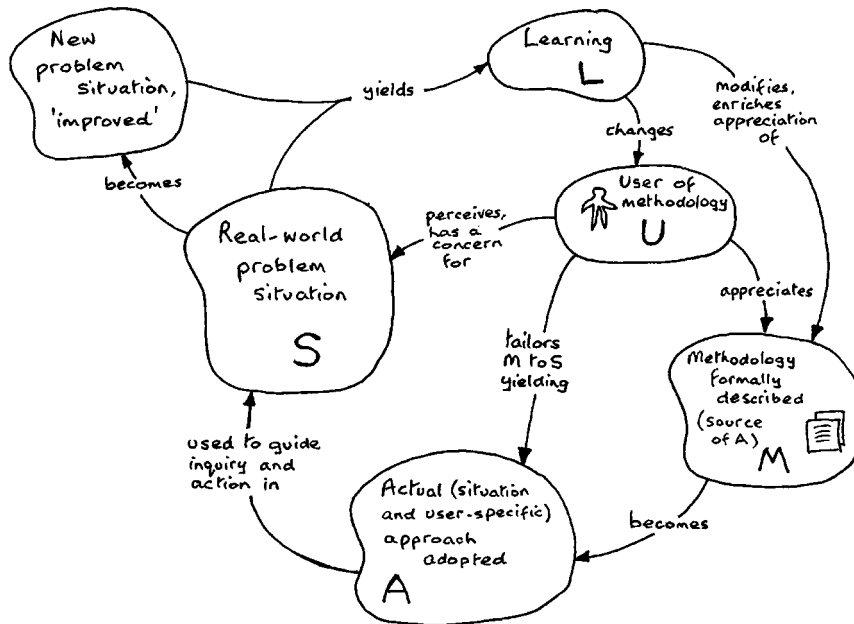 New
problem
situation,
'improved'
yields
Learning
L
modifies,
enriches
appreciation
of
changes
becomes
User of
methodology
U
perceives,
has a
concern
for
Real-world
problem
situation
S
appreciates
tailors
M to S
yielding
Methodology
formally
described
(source
of A)
M
used to guide
inquiry and
action in
Actual (situation
and user-specific)
approach
adopted
A
becomes